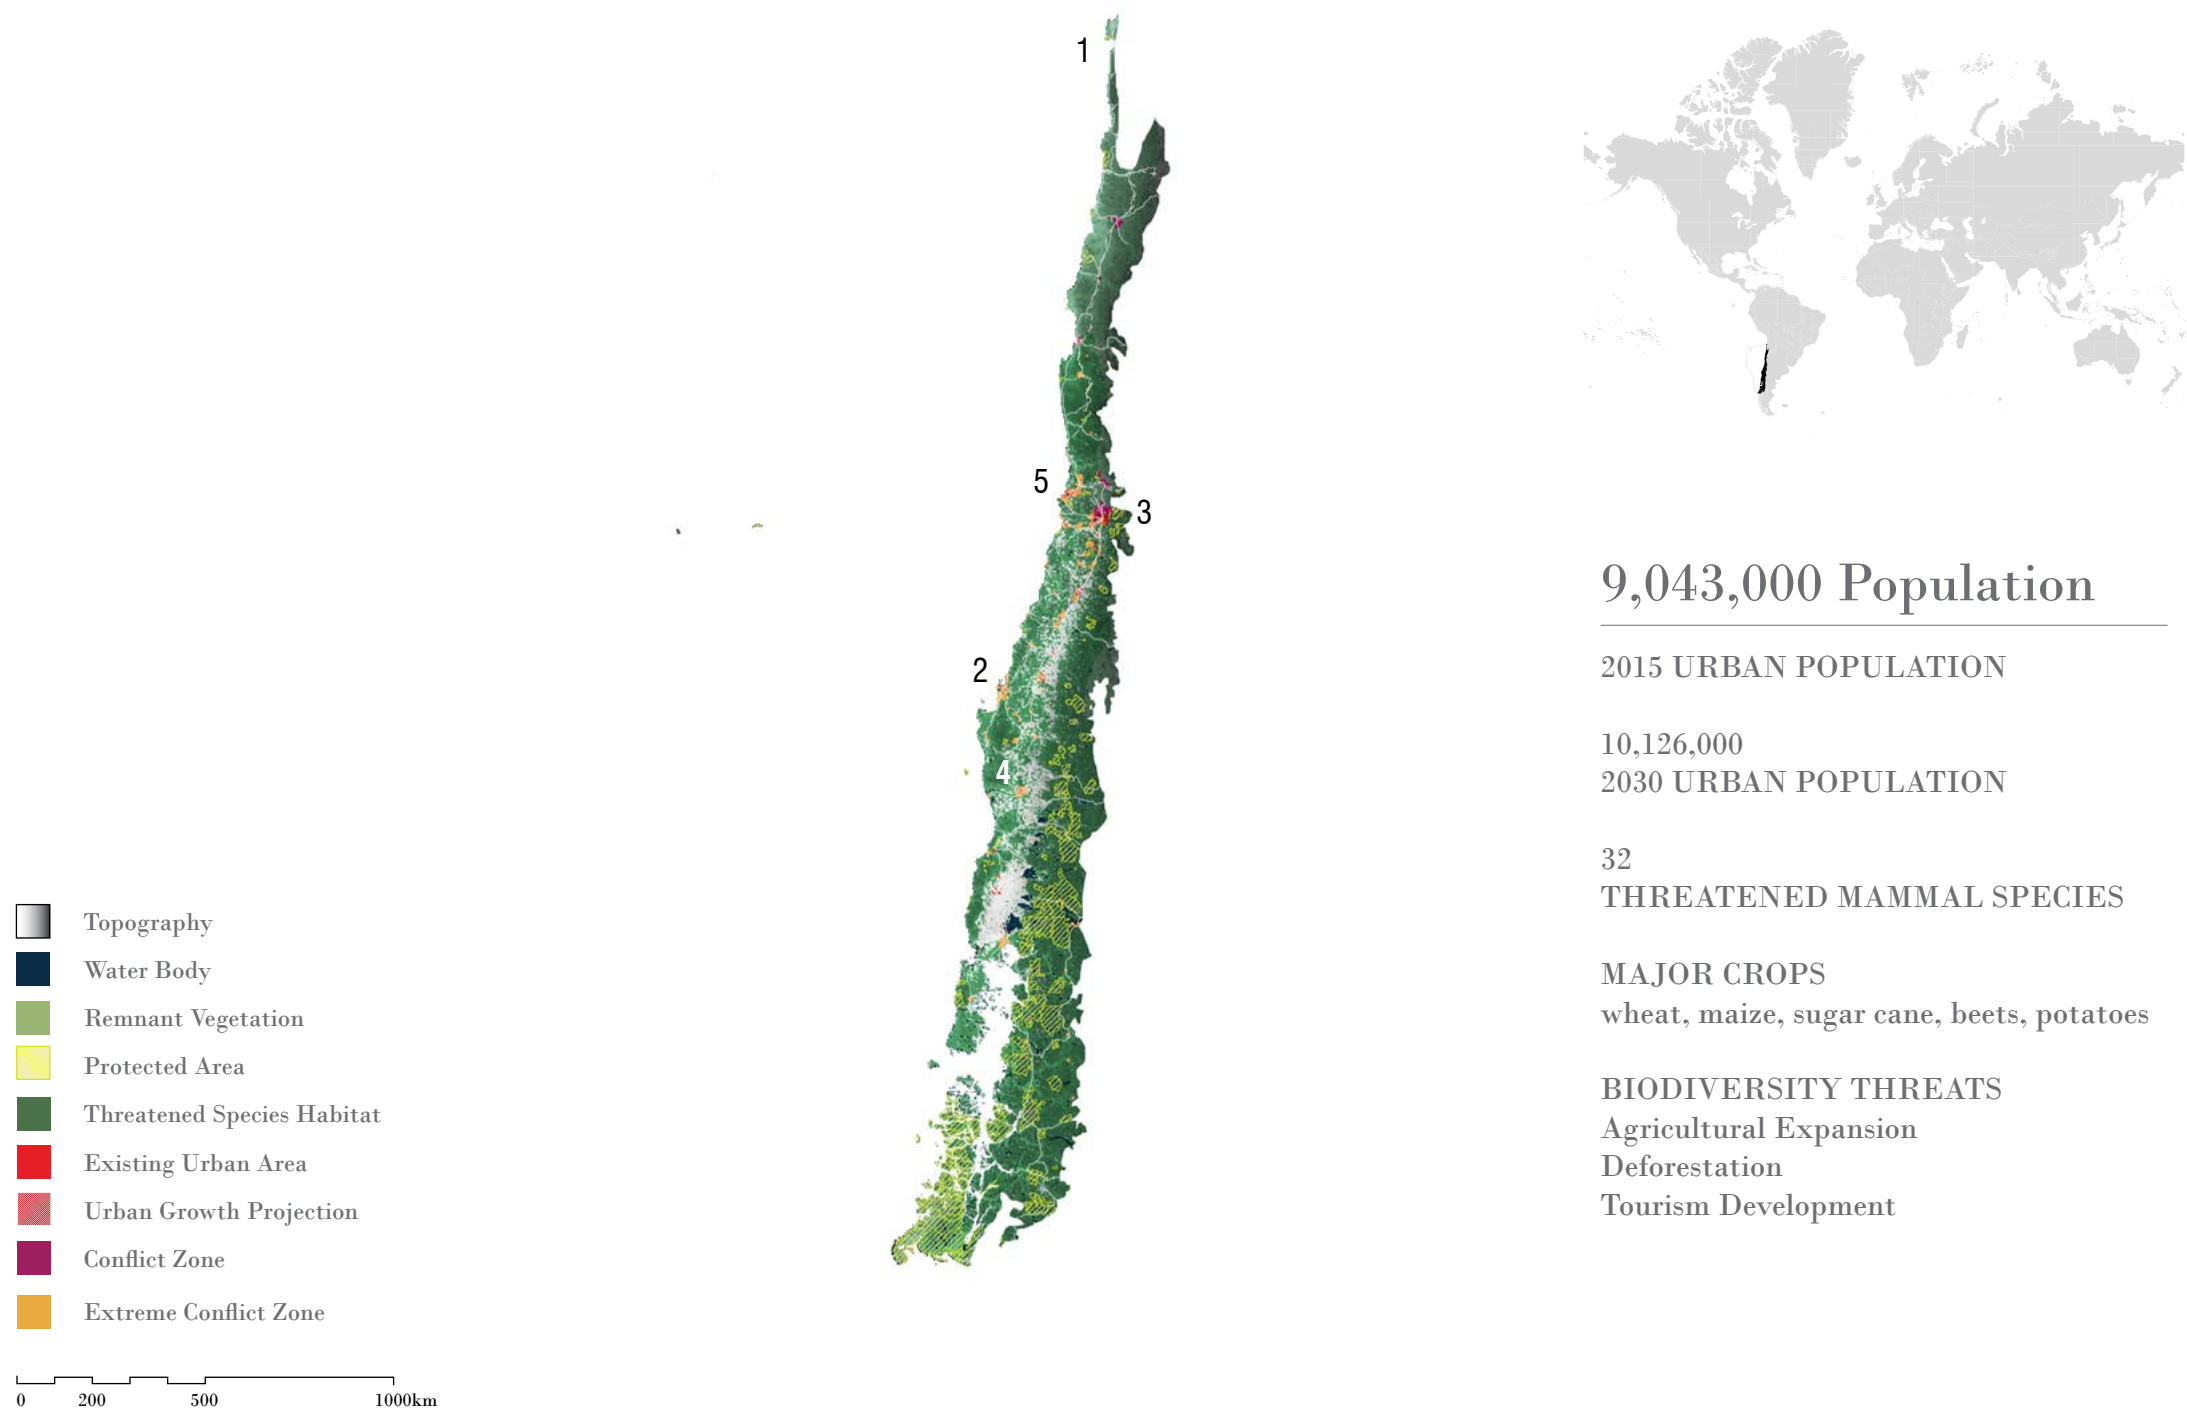 1
5
3
2
4
9,043,000 Population
2015 URBAN POPULATION
10,126,000
2030 URBAN POPULATION
32
THREATENED MAMMAL SPECIES
MAJOR CROPS
wheat, maize, sugar cane, beets, potatoes
BIODIVERSITY THREATS
Agricultural Expansion
Deforestation
Tourism Development
Topography
Water Body
Remnant Vegetation
Protected Area
Threatened Species Habitat
Existing Urban Area
Urban Growth Projection
Conflict Zone
Extreme Conflict Zone
0 200 500 1000km